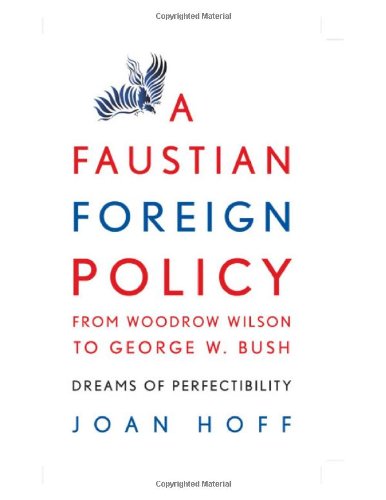 Copyrighted Material
A
FAUSTIAN
FOREIGN
POLICY
FROM WOODROW WILSON
TO GEORGE W. BUSH
DREAMS OF PERFECTIBILITY
JOAN HOFF
Copyrighted Material